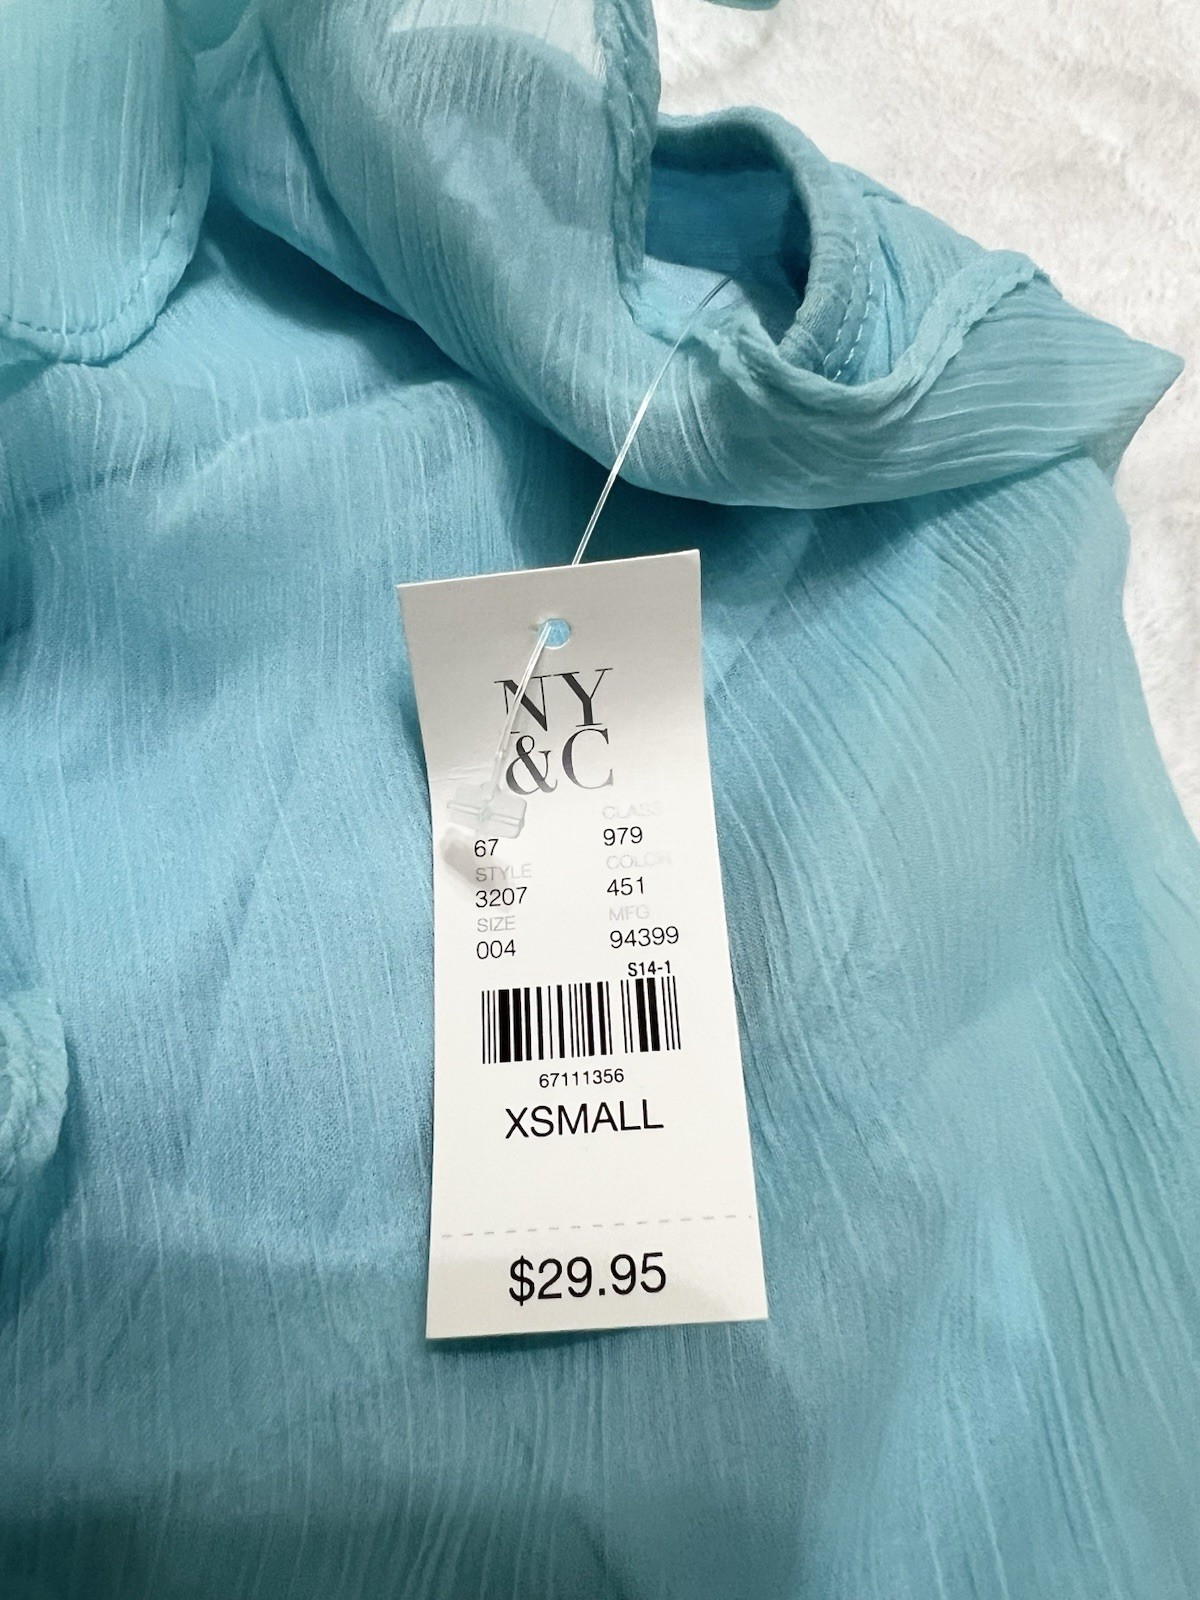 NY
&C
CLASS
67 979
STYLE COLOR
3207 451
SIZE MFG
004 94399
S14-1
67111356
XSMALL
$29.95